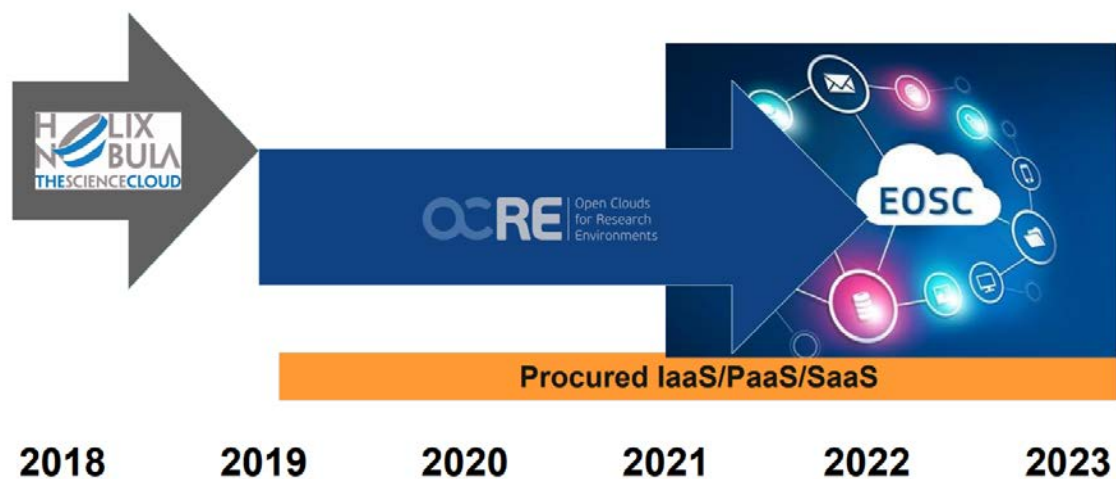 HELIX
NEBULA
THESCIENCECLOUD
OCRE
Open Clouds
for Research
Environments
EOSC
Procured IaaS/PaaS/SaaS
2018 2019 2020 2021 2022 2023